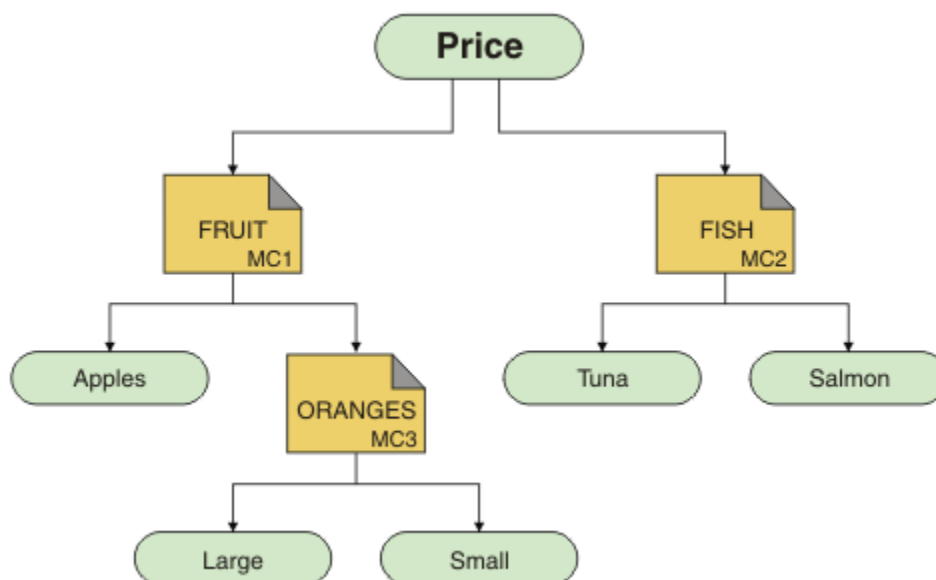 Price
FRUIT
MC1
FISH
MC2
Apples
ORANGES
MC3
Tuna
Salmon
Large
Small